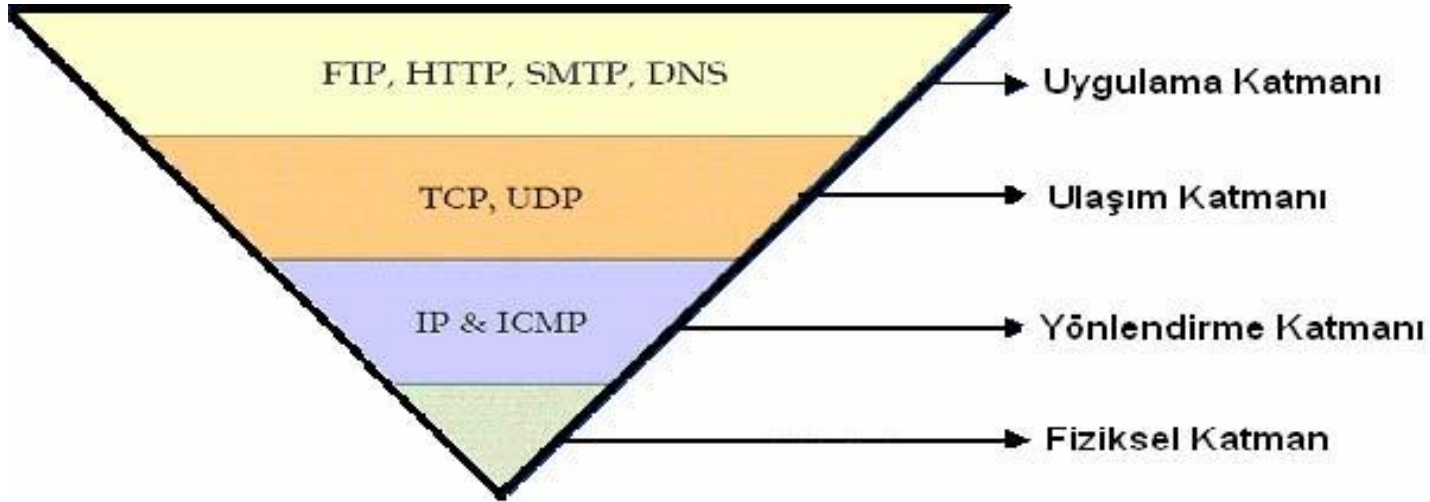 FTP, HTTP, SMTP, DNS
Uygulama Katmanı
TCP, UDP
Ulaşım Katmanı
IP & ICMP
Yönlendirme Katmanı
Fiziksel Katman